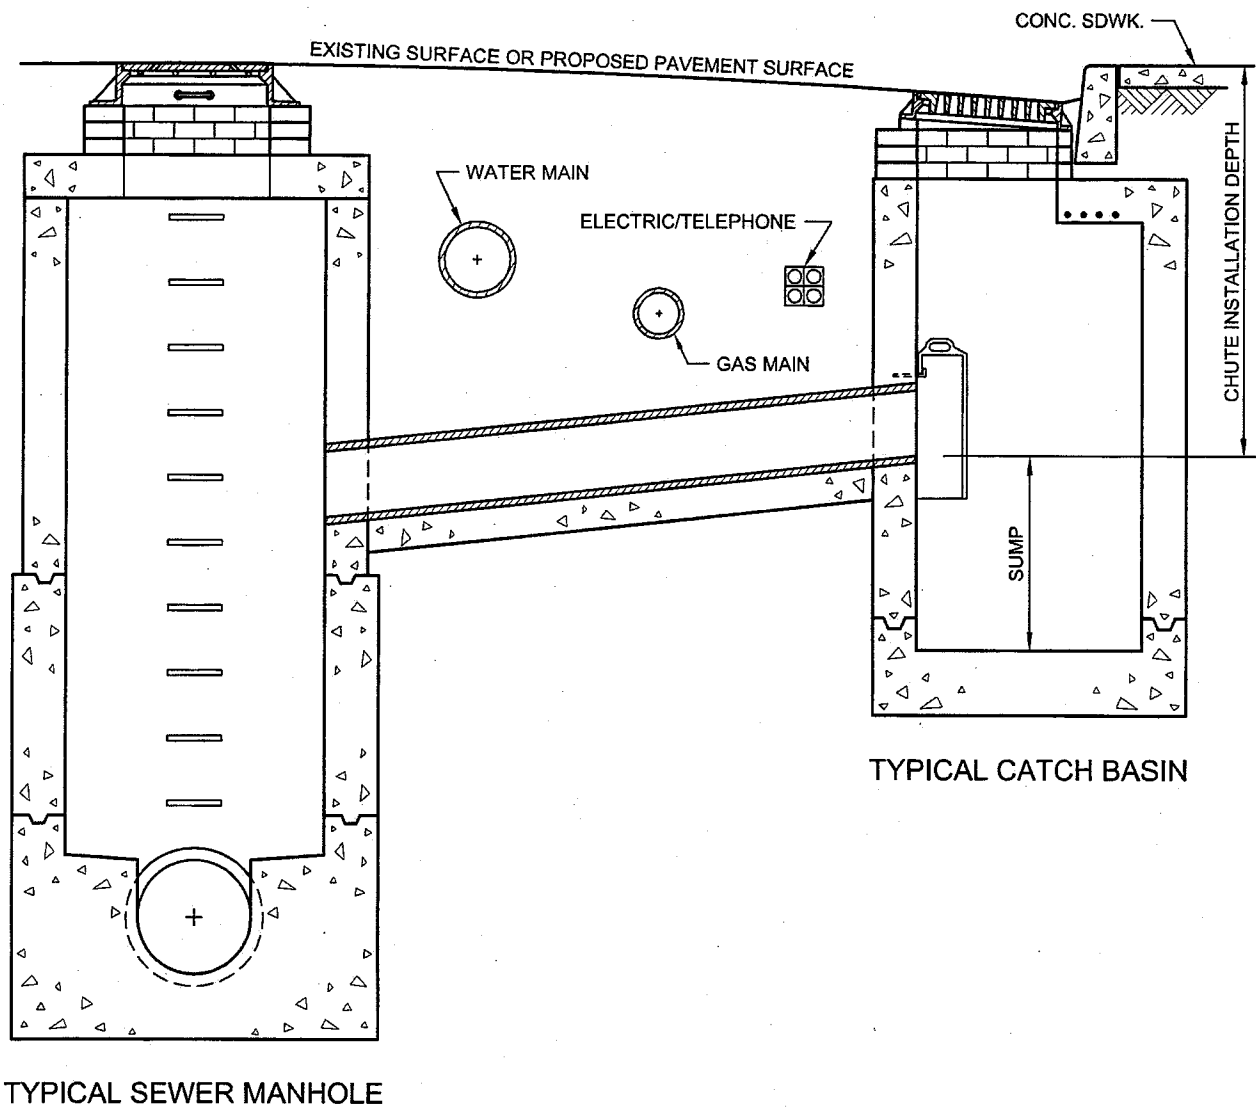 CONC. SDWK.
EXISTING SURFACE OR PROPOSED PAVEMENT SURFACE
WATER MAIN
ELECTRIC/TELEPHONE
GAS MAIN
CHUTE INSTALLATION DEPTH
SUMP
TYPICAL CATCH BASIN
TYPICAL SEWER MANHOLE